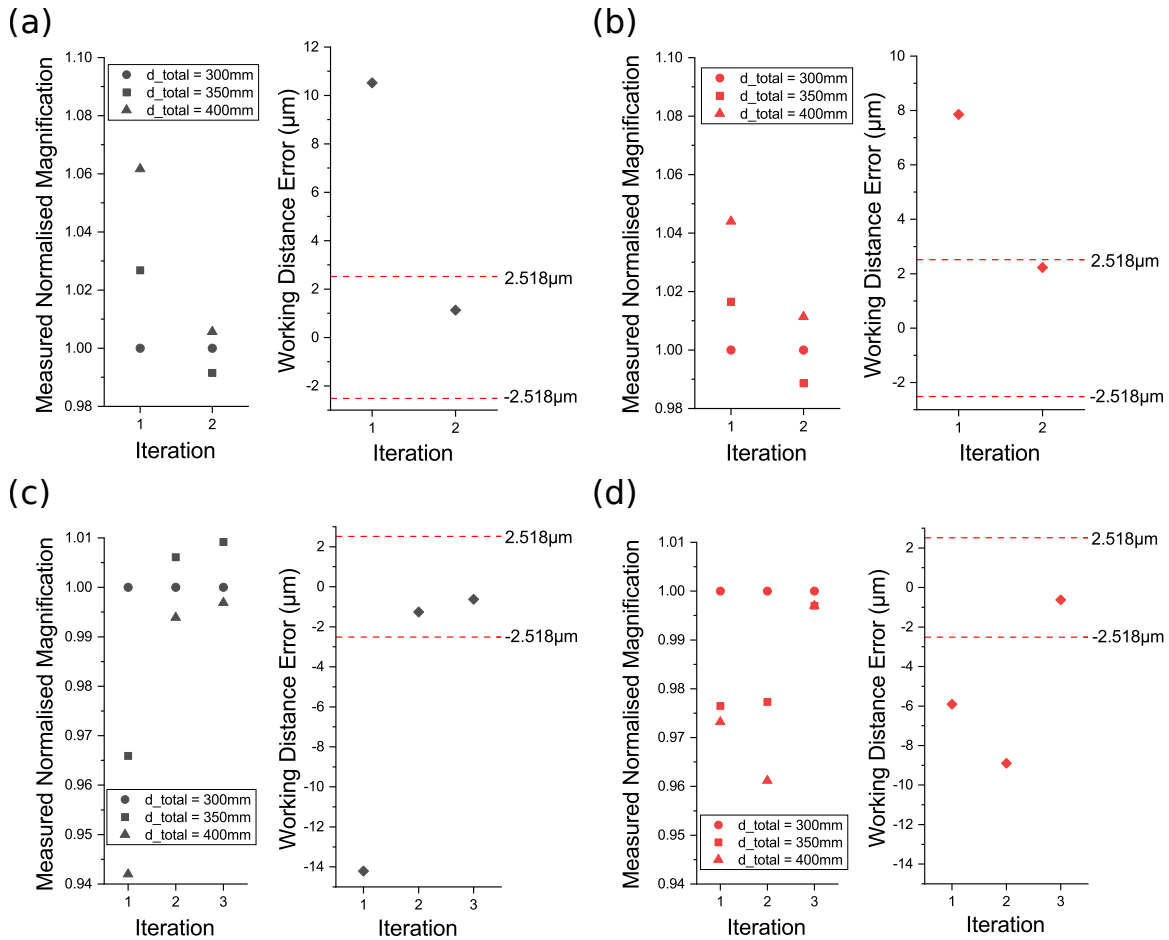 (a)
Measured Normalised Magnification
1.10
1.08
1.06
1.04
1.02
1.00
0.98
d_total = 300mm
d_total = 350mm
d_total = 400mm
1 2
Iteration
Working Distance Error (µm)
12
10
8
6
4
2
0
-2
2.518µm
-2.518µm
1 2
Iteration
(b)
Measured Normalised Magnification
1.10
1.08
1.06
1.04
1.02
1.00
0.98
d_total = 300mm
d_total = 350mm
d_total = 400mm
1 2
Iteration
Working Distance Error (µm)
10
8
6
4
2
0
-2
2.518µm
-2.518µm
1 2
Iteration
(c)
Measured Normalised Magnification
1.01
1.00
0.99
0.98
0.97
0.96
0.95
0.94
d_total = 300mm
d_total = 350mm
d_total = 400mm
1 2 3
Iteration
Working Distance Error (µm)
2
0
-2
-4
-6
-8
-10
-12
-14
2.518µm
-2.518µm
1 2 3
Iteration
(d)
Measured Normalised Magnification
1.01
1.00
0.99
0.98
0.97
0.96
0.95
0.94
d_total = 300mm
d_total = 350mm
d_total = 400mm
1 2 3
Iteration
Working Distance Error (µm)
2
0
-2
-4
-6
-8
-10
-12
-14
2.518µm
-2.518µm
1 2 3
Iteration